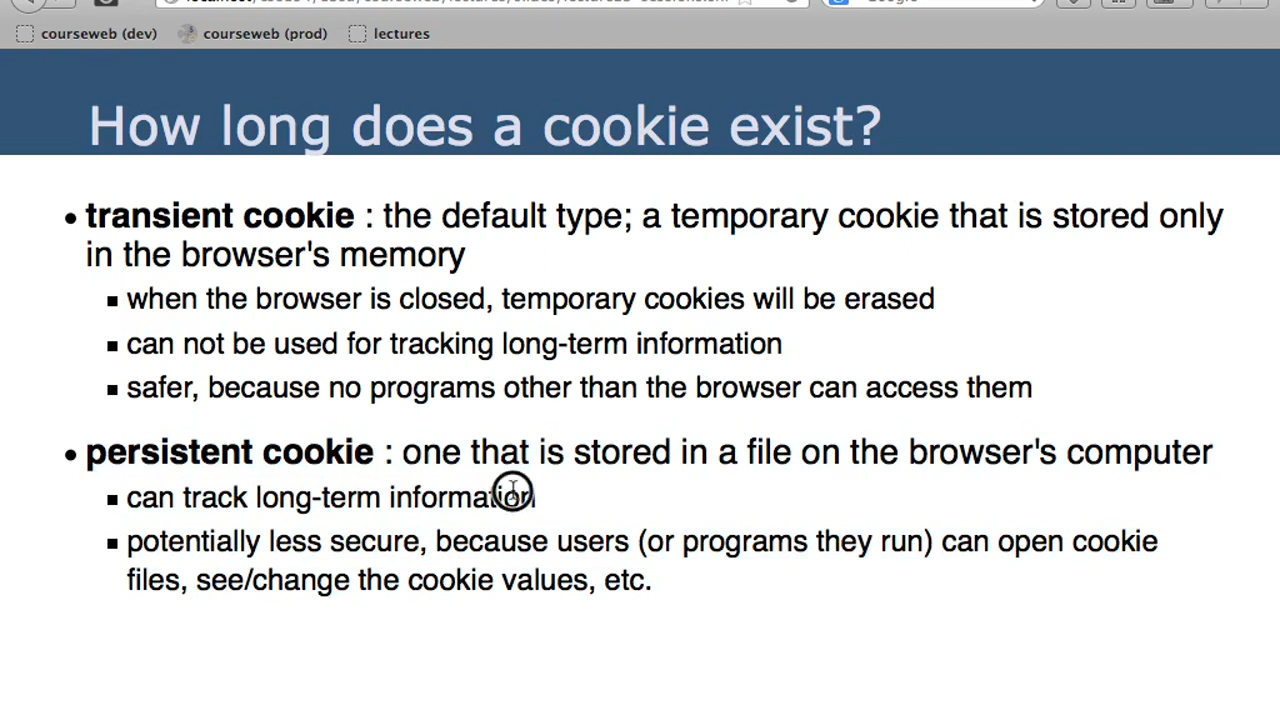 Google
courseweb (dev) courseweb (prod) lectures
How long does a cookie exist?
• transient cookie : the default type; a temporary cookie that is stored only
in the browser's memory
▪ when the browser is closed, temporary cookies will be erased
▪ can not be used for tracking long-term information
▪ safer, because no programs other than the browser can access them
• persistent cookie : one that is stored in a file on the browser's computer
▪ can track long-term information
▪ potentially less secure, because users (or programs they run) can open cookie
files, see/change the cookie values, etc.